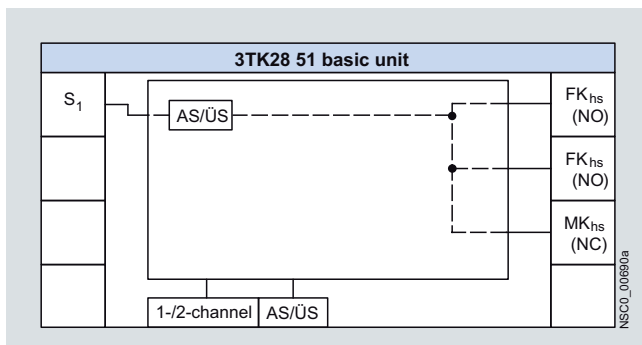 3TK28 51 basic unit
S1
AS/ÜS
FKhs
(NO)
FKhs
(NO)
MKhs
(NC)
1-/2-channel
AS/ÜS
NSC0_00690a